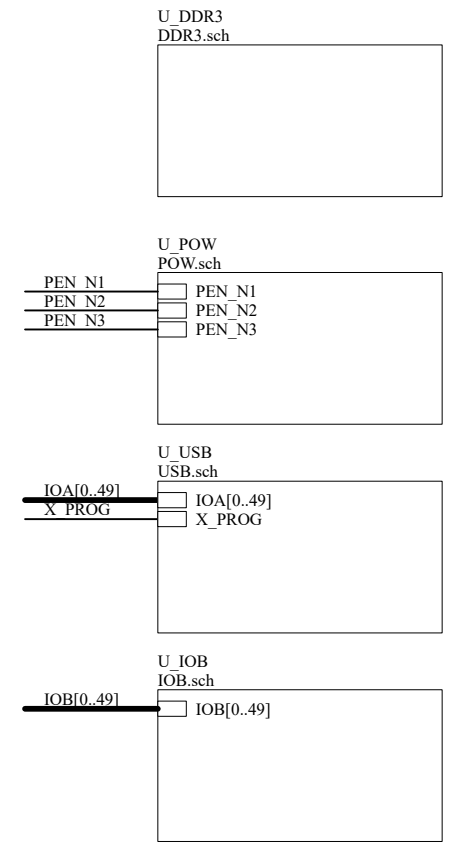 U_DDR3
DDR3.sch
U_POW
POW.sch
PEN_N1
PEN_N1
PEN_N2
PEN_N2
PEN_N3
PEN_N3
U_USB
USB.sch
IOA[0..49]
IOA[0..49]
X_PROG
X_PROG
U_IOB
IOB.sch
IOB[0..49]
IOB[0..49]